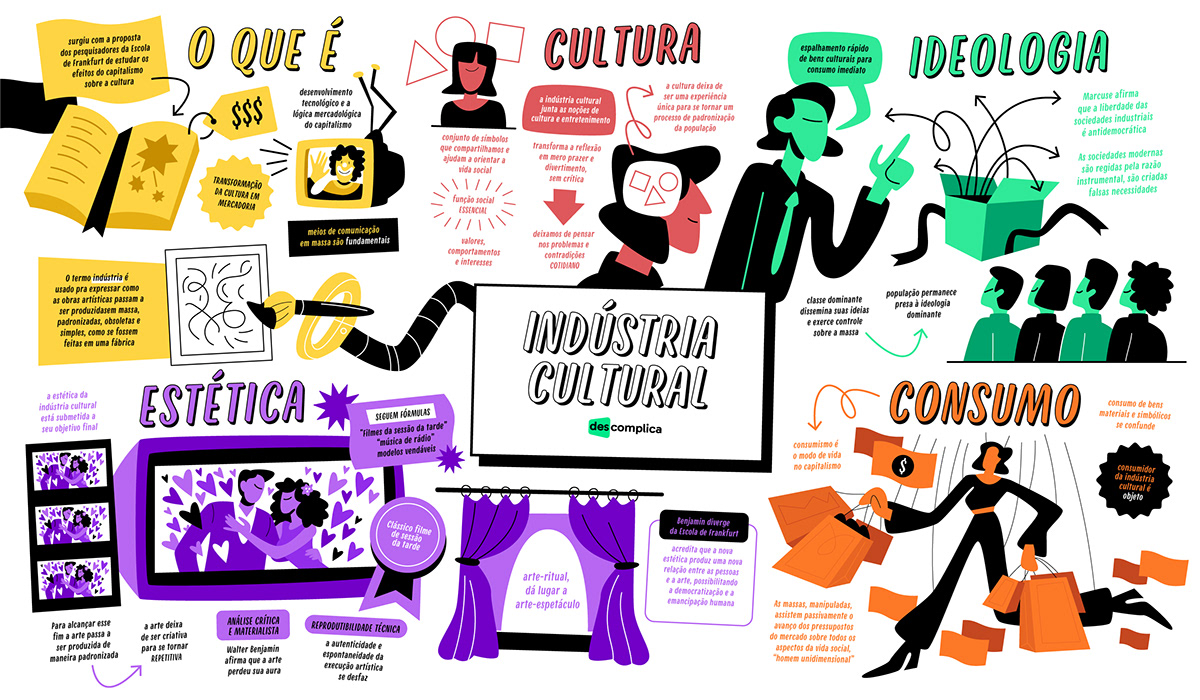 O QUE É
surgiu com a proposta
dos pesquisadores da Escola
de Frankfurt de estudar os
efeitos do capitalismo
sobre a cultura
$$$
TRANSFORMAÇÃO
DA CULTURA EM
MERCADORIA
desenvolvimento
tecnológico e a
lógica mercadológica
do capitalismo
meios de comunicação
em massa são fundamentais
O termo indústria é
usado pra expressar como
as obras artísticas passam a
ser produzidasem massa,
padronizadas, obsoletas e
simples, como se fossem
feitas em uma fábrica
CULTURA
conjunto de símbolos
que compartilhamos e
ajudam a orientar a
vida social
função social
ESSENCIAL
valores,
comportamentos
e interesses
a indústria cultural
junta as noções de
cultura e entretenimento
transforma a reflexão
em mero prazer e
divertimento,
sem crítica
deixamos de pensar
nos problemas e
contradições
COTIDIANO
a cultura deixa de
ser uma experiência
única para se tornar um
processo de padronização
da população
IDEOLOGIA
espalhamento rápido
de bens culturais para
consumo imediato
Marcuse afirma
que a liberdade das
sociedades industriais
é antidemocrática
As sociedades modernas
são regidas pela razão
instrumental, são criadas
falsas necessidades
classe dominante
dissemina suas ideias
e exerce controle
sobre a massa
população permanece
presa à ideologia
dominante
INDÚSTRIA
CULTURAL
descomplica
ESTÉTICA
a estética da
indústria cultural
está submetida a
seu objetivo final
SEGUEM FÓRMULAS
"filmes da sessão da tarde"
"música de rádio"
modelos vendáveis
Clássico filme
de sessão
da tarde
Para alcançar esse
fim a arte passa a
ser produzida de
maneira padronizada
a arte deixa
de ser criativa
para se tornar
REPETITIVA
ANÁLISE CRÍTICA
E MATERIALISTA
Walter Benjamin
afirma que a arte
perdeu sua aura
REPRODUTIBILIDADE TÉCNICA
a autenticidade e
espontaneidade da
execução artística
se desfaz
arte-ritual,
dá lugar a
arte-espetáculo
Benjamin diverge
da Escola de Frankfurt
acredita que a nova
estética produz uma nova
relação entre as pessoas
e a arte, possibilitando
a democratização e a
emancipação humana
CONSUMO
consumismo é
o modo de vida
no capitalismo
$
consumo de bens
materiais e simbólicos
se confunde
consumidor
da indústria
cultural é
objeto
As massas, manipuladas,
assistem passivamente o
avanço dos pressupostos
do mercado sobre todos os
aspectos da vida social,
"homem unidimensional"